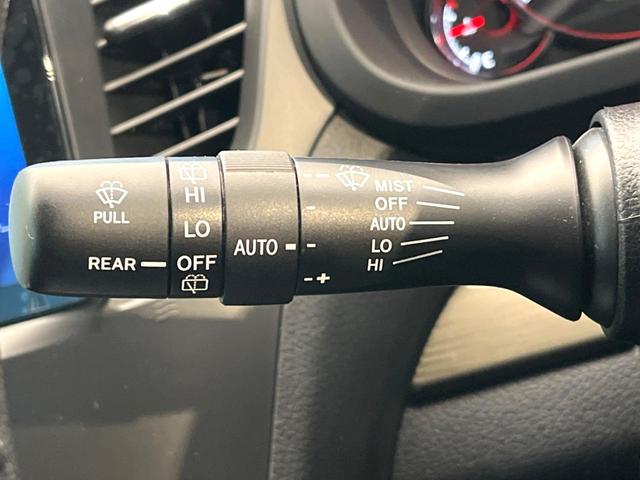 PULL
REAR
HI
LO
OFF
AUTO
--
-
-
-+
MIST
OFF
AUTO
LO
HI